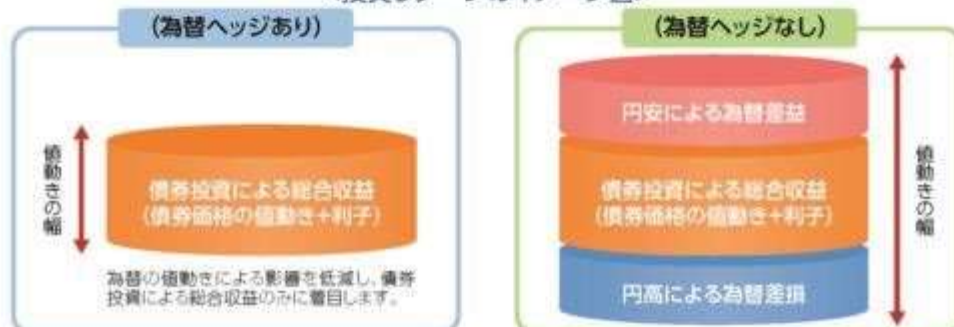 (為替ヘッジあり)
値動きの幅
債券投資による総合収益
(債券価格の値動き+利子)
為替の値動きによる影響を低減し、債券
投資による総合収益のみに着目します。
(為替ヘッジなし)
円安による為替差益
債券投資による総合収益
(債券価格の値動き+利子)
円高による為替差損
値動きの幅